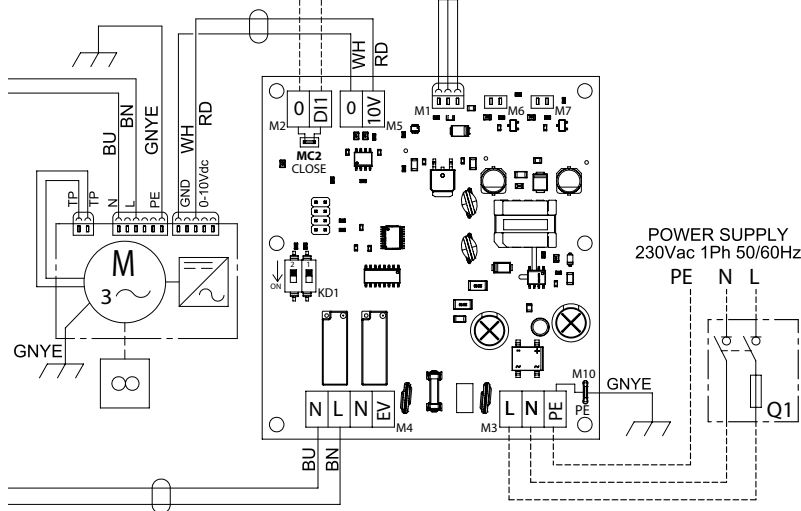 WH
RD
BU
BN
GNYE
WH
RD
0
DI1
0
10V
M2
M5
M1
M6
M7
MC2
CLOSE
TP
TP
N
L
PE
GND
0-10Vdc
M
3
GNYE
2
1
ON
KD1
POWER SUPPLY
230Vac 1Ph 50/60Hz
PE N L
Q1
- +
M10
GNYE
PE
N L N EV
M4
M3
L N PE
BU
BN